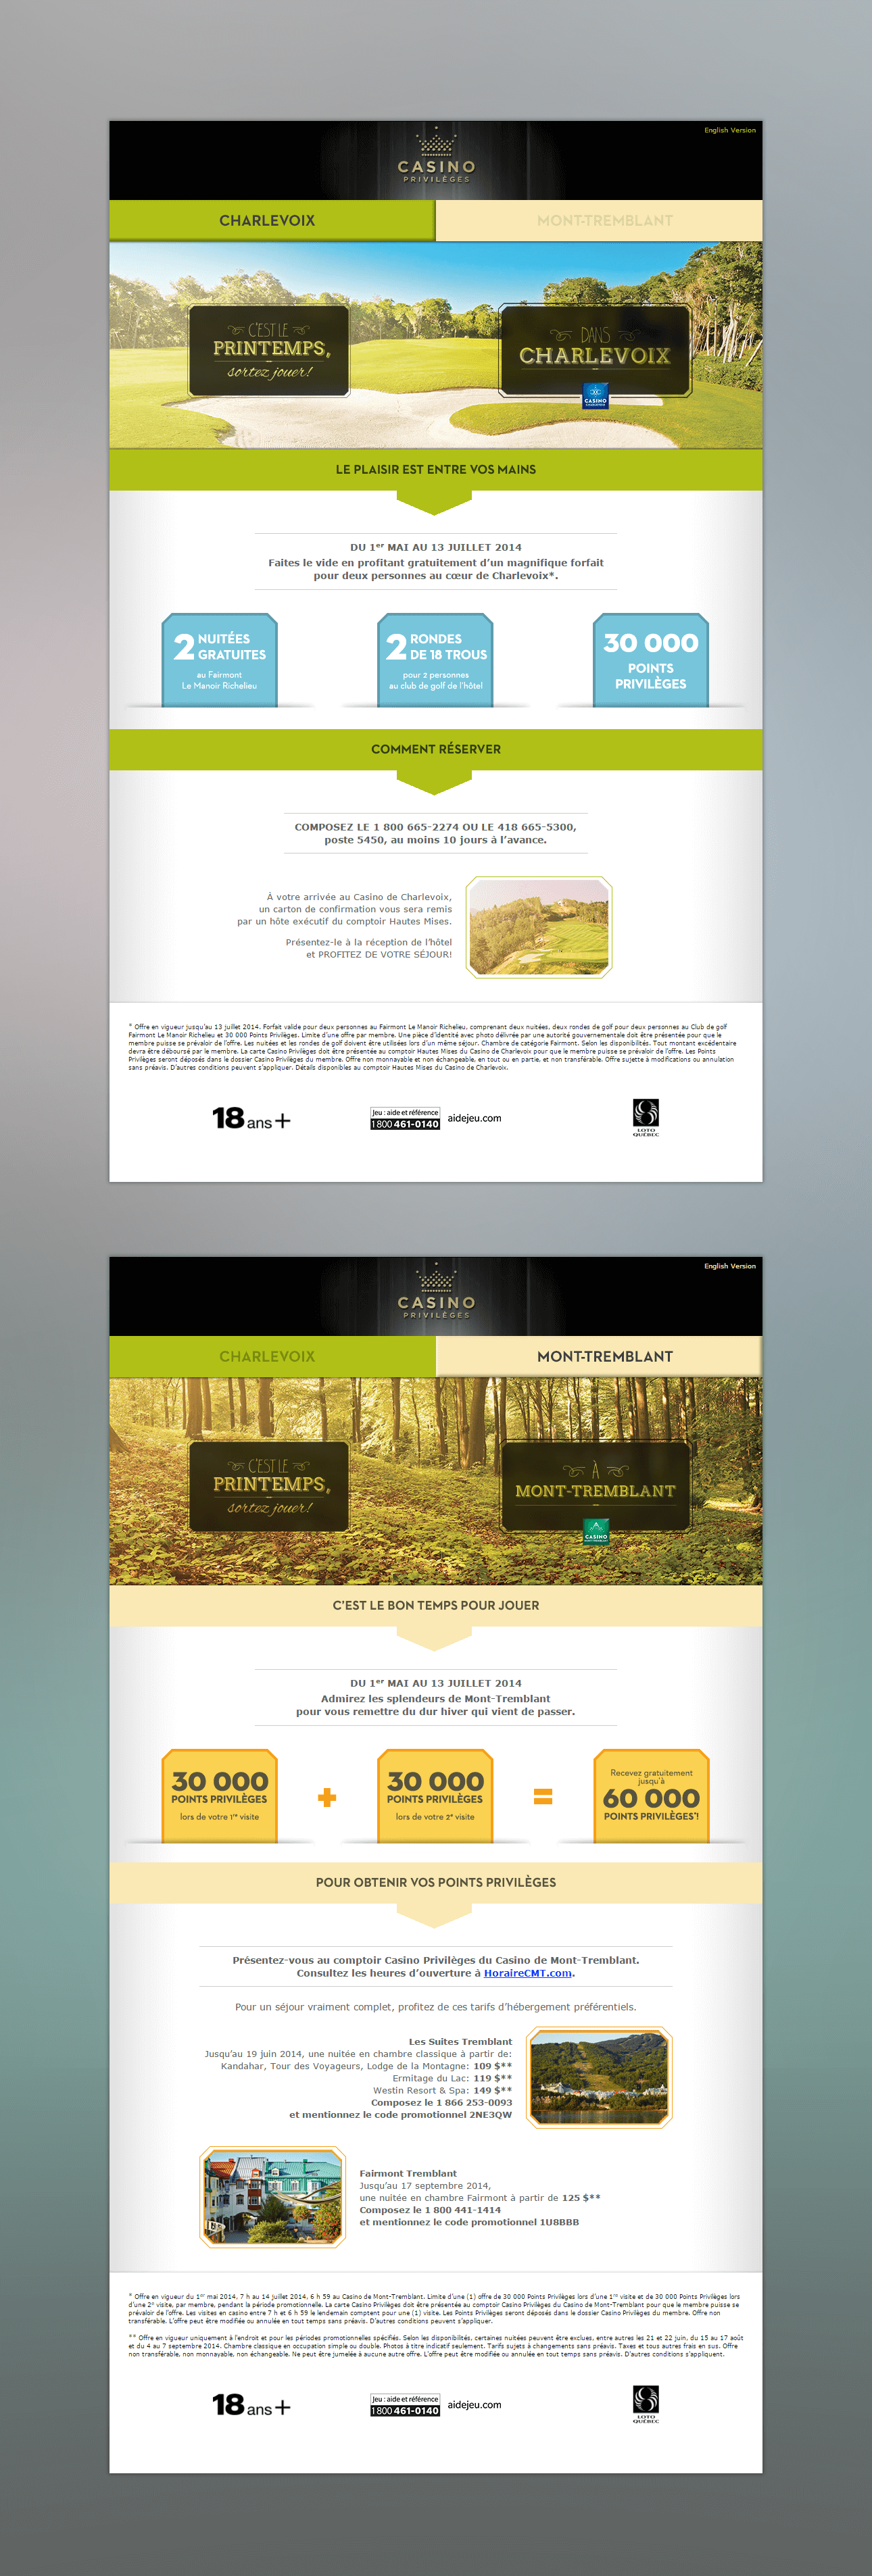 English Version
CASINO
PRIVILÈGES
CHARLEVOIX
MONT-TREMBLANT
C'EST LE
PRINTEMPS,
sortez jouer!
DANS
CHARLEVOIX
CASINO
LE PLAISIR EST ENTRE VOS MAINS
DU 1er MAI AU 13 JUILLET 2014
Faites le vide en profitant gratuitement d'un magnifique forfait
pour deux personnes au cœur de Charlevoix*.
2 NUITÉES
GRATUITES
au Fairmont
Le Manoir Richelieu
2 RONDES
DE 18 TROUS
pour 2 personnes
au club de golf de l'hôtel
30 000
POINTS
PRIVILÈGES
COMMENT RÉSERVER
COMPOSEZ LE 1 800 665-2274 OU LE 418 665-5300,
poste 5450, au moins 10 jours à l'avance.
À votre arrivée au Casino de Charlevoix,
un carton de confirmation vous sera remis
par un hôte exécutif du comptoir Hautes Mises.
Présentez-le à la réception de l'hôtel
et PROFITEZ DE VOTRE SÉJOUR!
* Offre en vigueur jusqu'au 13 juillet 2014. Forfait valide pour deux personnes au Fairmont Le Manoir Richelieu, comprenant deux nuitées, deux rondes de golf pour deux personnes au Club de golf
Fairmont Le Manoir Richelieu et 30 000 Points Privilèges. Limite d'une offre par membre. Une pièce d'identité avec photo délivrée par une autorité gouvernementale doit être présentée pour que le
membre puisse se prévaloir de l'offre. Les nuitées et les rondes de golf doivent être utilisées lors d'un même séjour. Chambre de catégorie Fairmont. Selon les disponibilités. Tout montant excédentaire
devra être déboursé par le membre. La carte Casino Privilèges doit être présentée au comptoir Hautes Mises du Casino de Charlevoix pour que le membre puisse se prévaloir de l'offre. Les Points
Privilèges seront déposés dans le dossier Casino Privilèges du membre. Offre non monnayable et non échangeable, en tout ou en partie, et non transférable. Offre sujette à modifications ou annulation
sans préavis. D'autres conditions peuvent s'appliquer. Détails disponibles au comptoir Hautes Mises du Casino de Charlevoix.
18 ans +
Jeu : aide et référence
1 800 461-0140
aidejeu.com
LOTO
QUÉBEC
English Version
CASINO
PRIVILÈGES
CHARLEVOIX
MONT-TREMBLANT
C'EST LE
PRINTEMPS,
sortez jouer!
À
MONT-TREMBLANT
CASINO
C'EST LE BON TEMPS POUR JOUER
DU 1er MAI AU 13 JUILLET 2014
Admirez les splendeurs de Mont-Tremblant
pour vous remettre du dur hiver qui vient de passer.
30 000
POINTS PRIVILÈGES
lors de votre 1re visite
+
30 000
POINTS PRIVILÈGES
lors de votre 2e visite
=
Recevez gratuitement
jusqu'à
60 000
POINTS PRIVILÈGES*!
POUR OBTENIR VOS POINTS PRIVILÈGES
Présentez-vous au comptoir Casino Privilèges du Casino de Mont-Tremblant.
Consultez les heures d'ouverture à HoraireCMT.com.
Pour un séjour vraiment complet, profitez de ces tarifs d'hébergement préférentiels.
Les Suites Tremblant
Jusqu'au 19 juin 2014, une nuitée en chambre classique à partir de:
Kandahar, Tour des Voyageurs, Lodge de la Montagne: 109 $**
Ermitage du Lac: 119 $**
Westin Resort & Spa: 149 $**
Composez le 1 866 253-0093
et mentionnez le code promotionnel 2NE3QW
Fairmont Tremblant
Jusqu'au 17 septembre 2014,
une nuitée en chambre Fairmont à partir de 125 $**
Composez le 1 800 441-1414
et mentionnez le code promotionnel 1U8BBB
* Offre en vigueur du 1er mai 2014, 7 h au 14 juillet 2014, 6 h 59 au Casino de Mont-Tremblant. Limite d'une (1) offre de 30 000 Points Privilèges lors d'une 1re visite et de 30 000 Points Privilèges lors
d'une 2e visite, par membre, pendant la période promotionnelle. La carte Casino Privilèges doit être présentée au comptoir Casino Privilèges du Casino de Mont-Tremblant pour que le membre puisse se
prévaloir de l'offre. Les visites en casino entre 7 h et 6 h 59 le lendemain comptent pour une (1) visite. Les Points Privilèges seront déposés dans le dossier Casino Privilèges du membre. Offre non
transférable. L'offre peut être modifiée ou annulée en tout temps sans préavis. D'autres conditions peuvent s'appliquer.
** Offre en vigueur uniquement à l'endroit et pour les périodes promotionnelles spécifiés. Selon les disponibilités, certaines nuitées peuvent être exclues, entre autres les 21 et 22 juin, du 15 au 17 août
et du 4 au 7 septembre 2014. Chambre classique en occupation simple ou double. Photos à titre indicatif seulement. Tarifs sujets à changements sans préavis. Taxes et tous autres frais en sus. Offre
non transférable, non monnayable, non échangeable. Ne peut être jumelée à aucune autre offre. L'offre peut être modifiée ou annulée en tout temps sans préavis. D'autres conditions s'appliquent.
18 ans +
Jeu : aide et référence
1 800 461-0140
aidejeu.com
LOTO
QUÉBEC